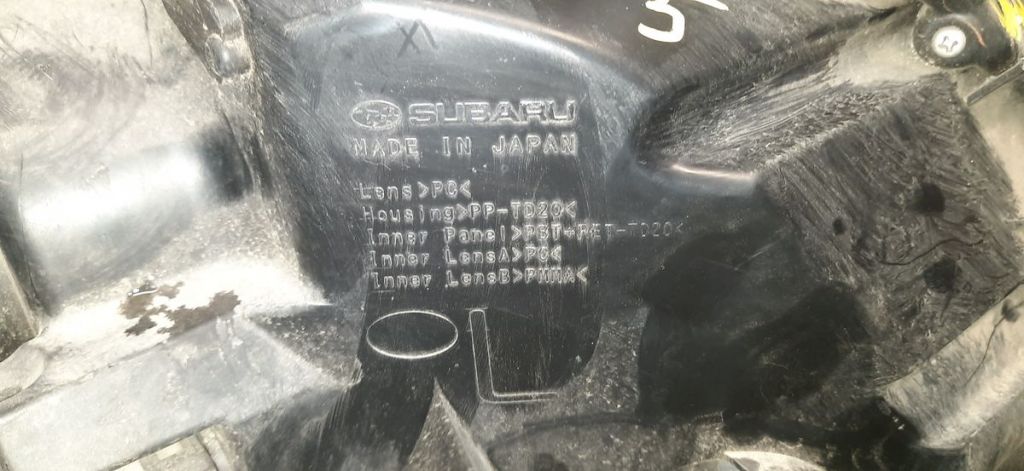 SUBARU
MADE IN JAPAN
Lens>PC<
Housing>PP-TD20<
Inner Panel>PBT+PET-TD20<
Inner LensA>PC<
Inner LensB>PMMA<